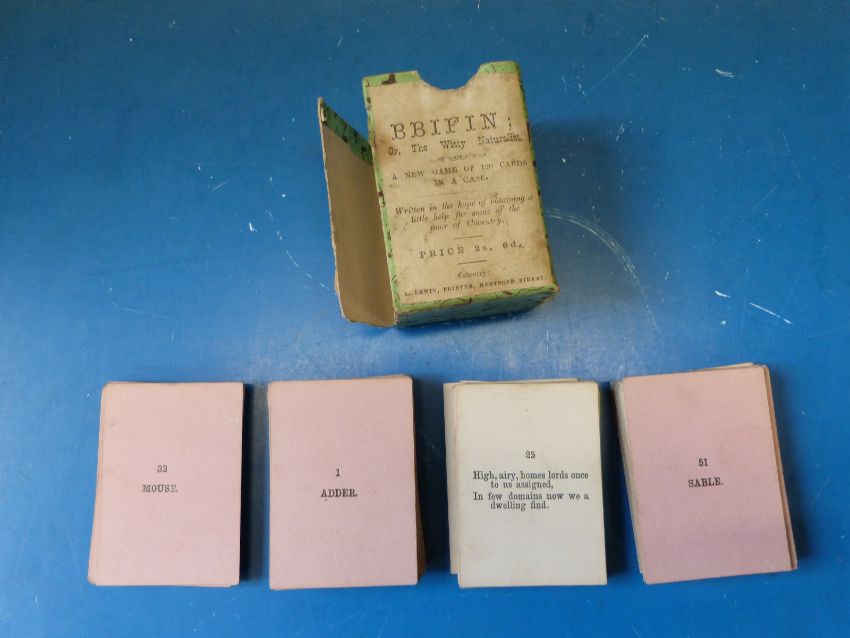 BBIFIN;
Or, The Witty Naturalist.
A NEW GAME OF 120 CARDS
IN A CASE.
Written in the hope of obtaining a
little help for some of the
poor of Coventry.
PRICE 2s. 6d.
Coventry:
LEWIN, PRINTER, HERTFORD STREET.
33
MOUSE.
1
ADDER.
25
High, airy, homes lords once
to us assigned,
In few domains now we a
dwelling find.
51
SABLE.